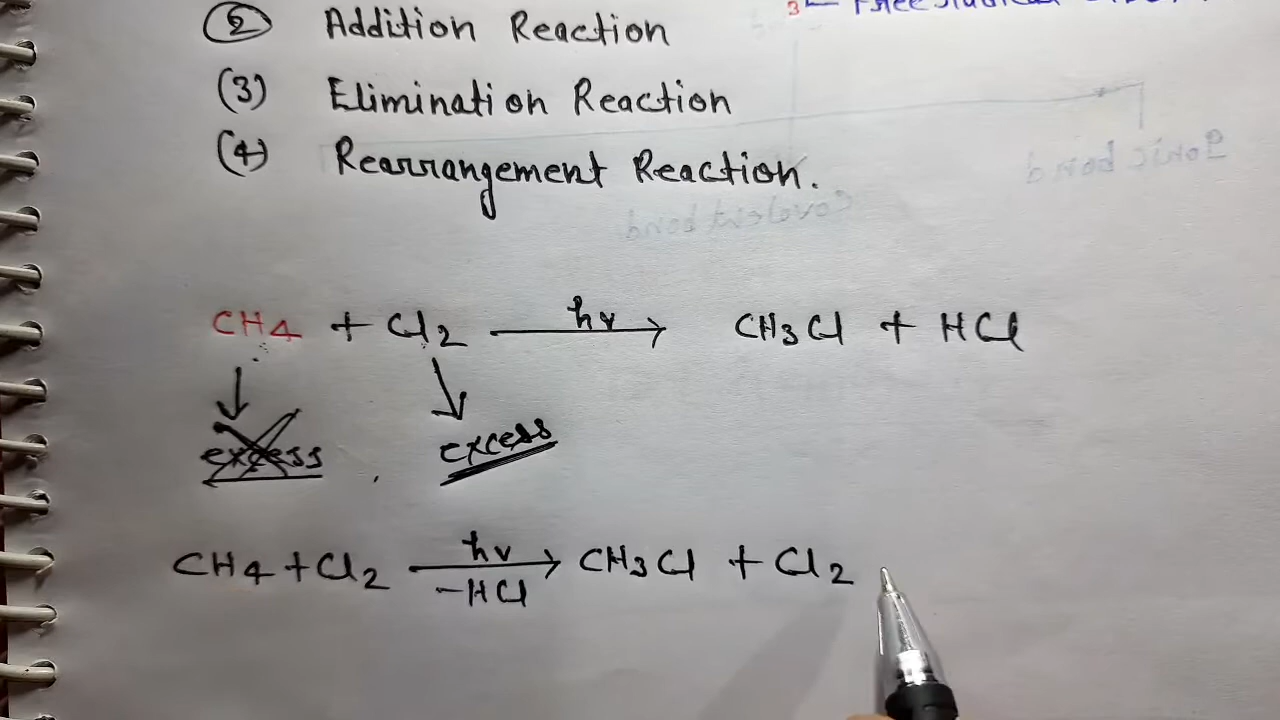 (2) Addition Reaction
(3) Elimination Reaction
(4) Rearrangement Reaction.
CH4 + Cl2 hν → CH3Cl + HCl
↓ ↓
excess , excess
CH4 + Cl2 hν → CH3Cl + Cl2
-HCl